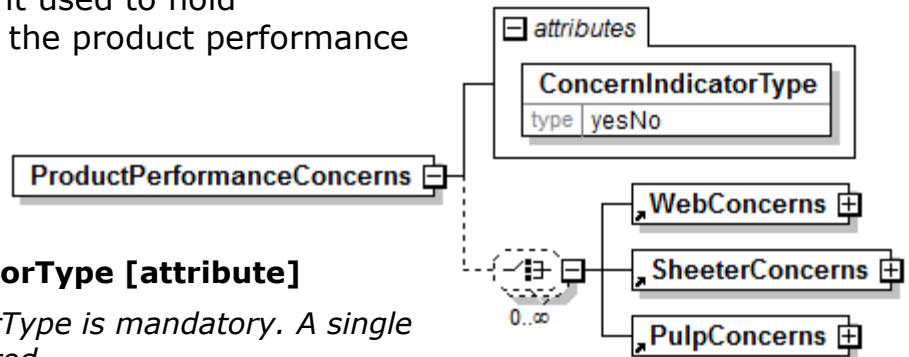 it used to hold
the product performance
attributes
ConcernIndicatorType
type yesNo
ProductPerformanceConcerns
WebConcerns
SheeterConcerns
PulpConcerns
0..∞
orType [attribute]
rType is mandatory. A single